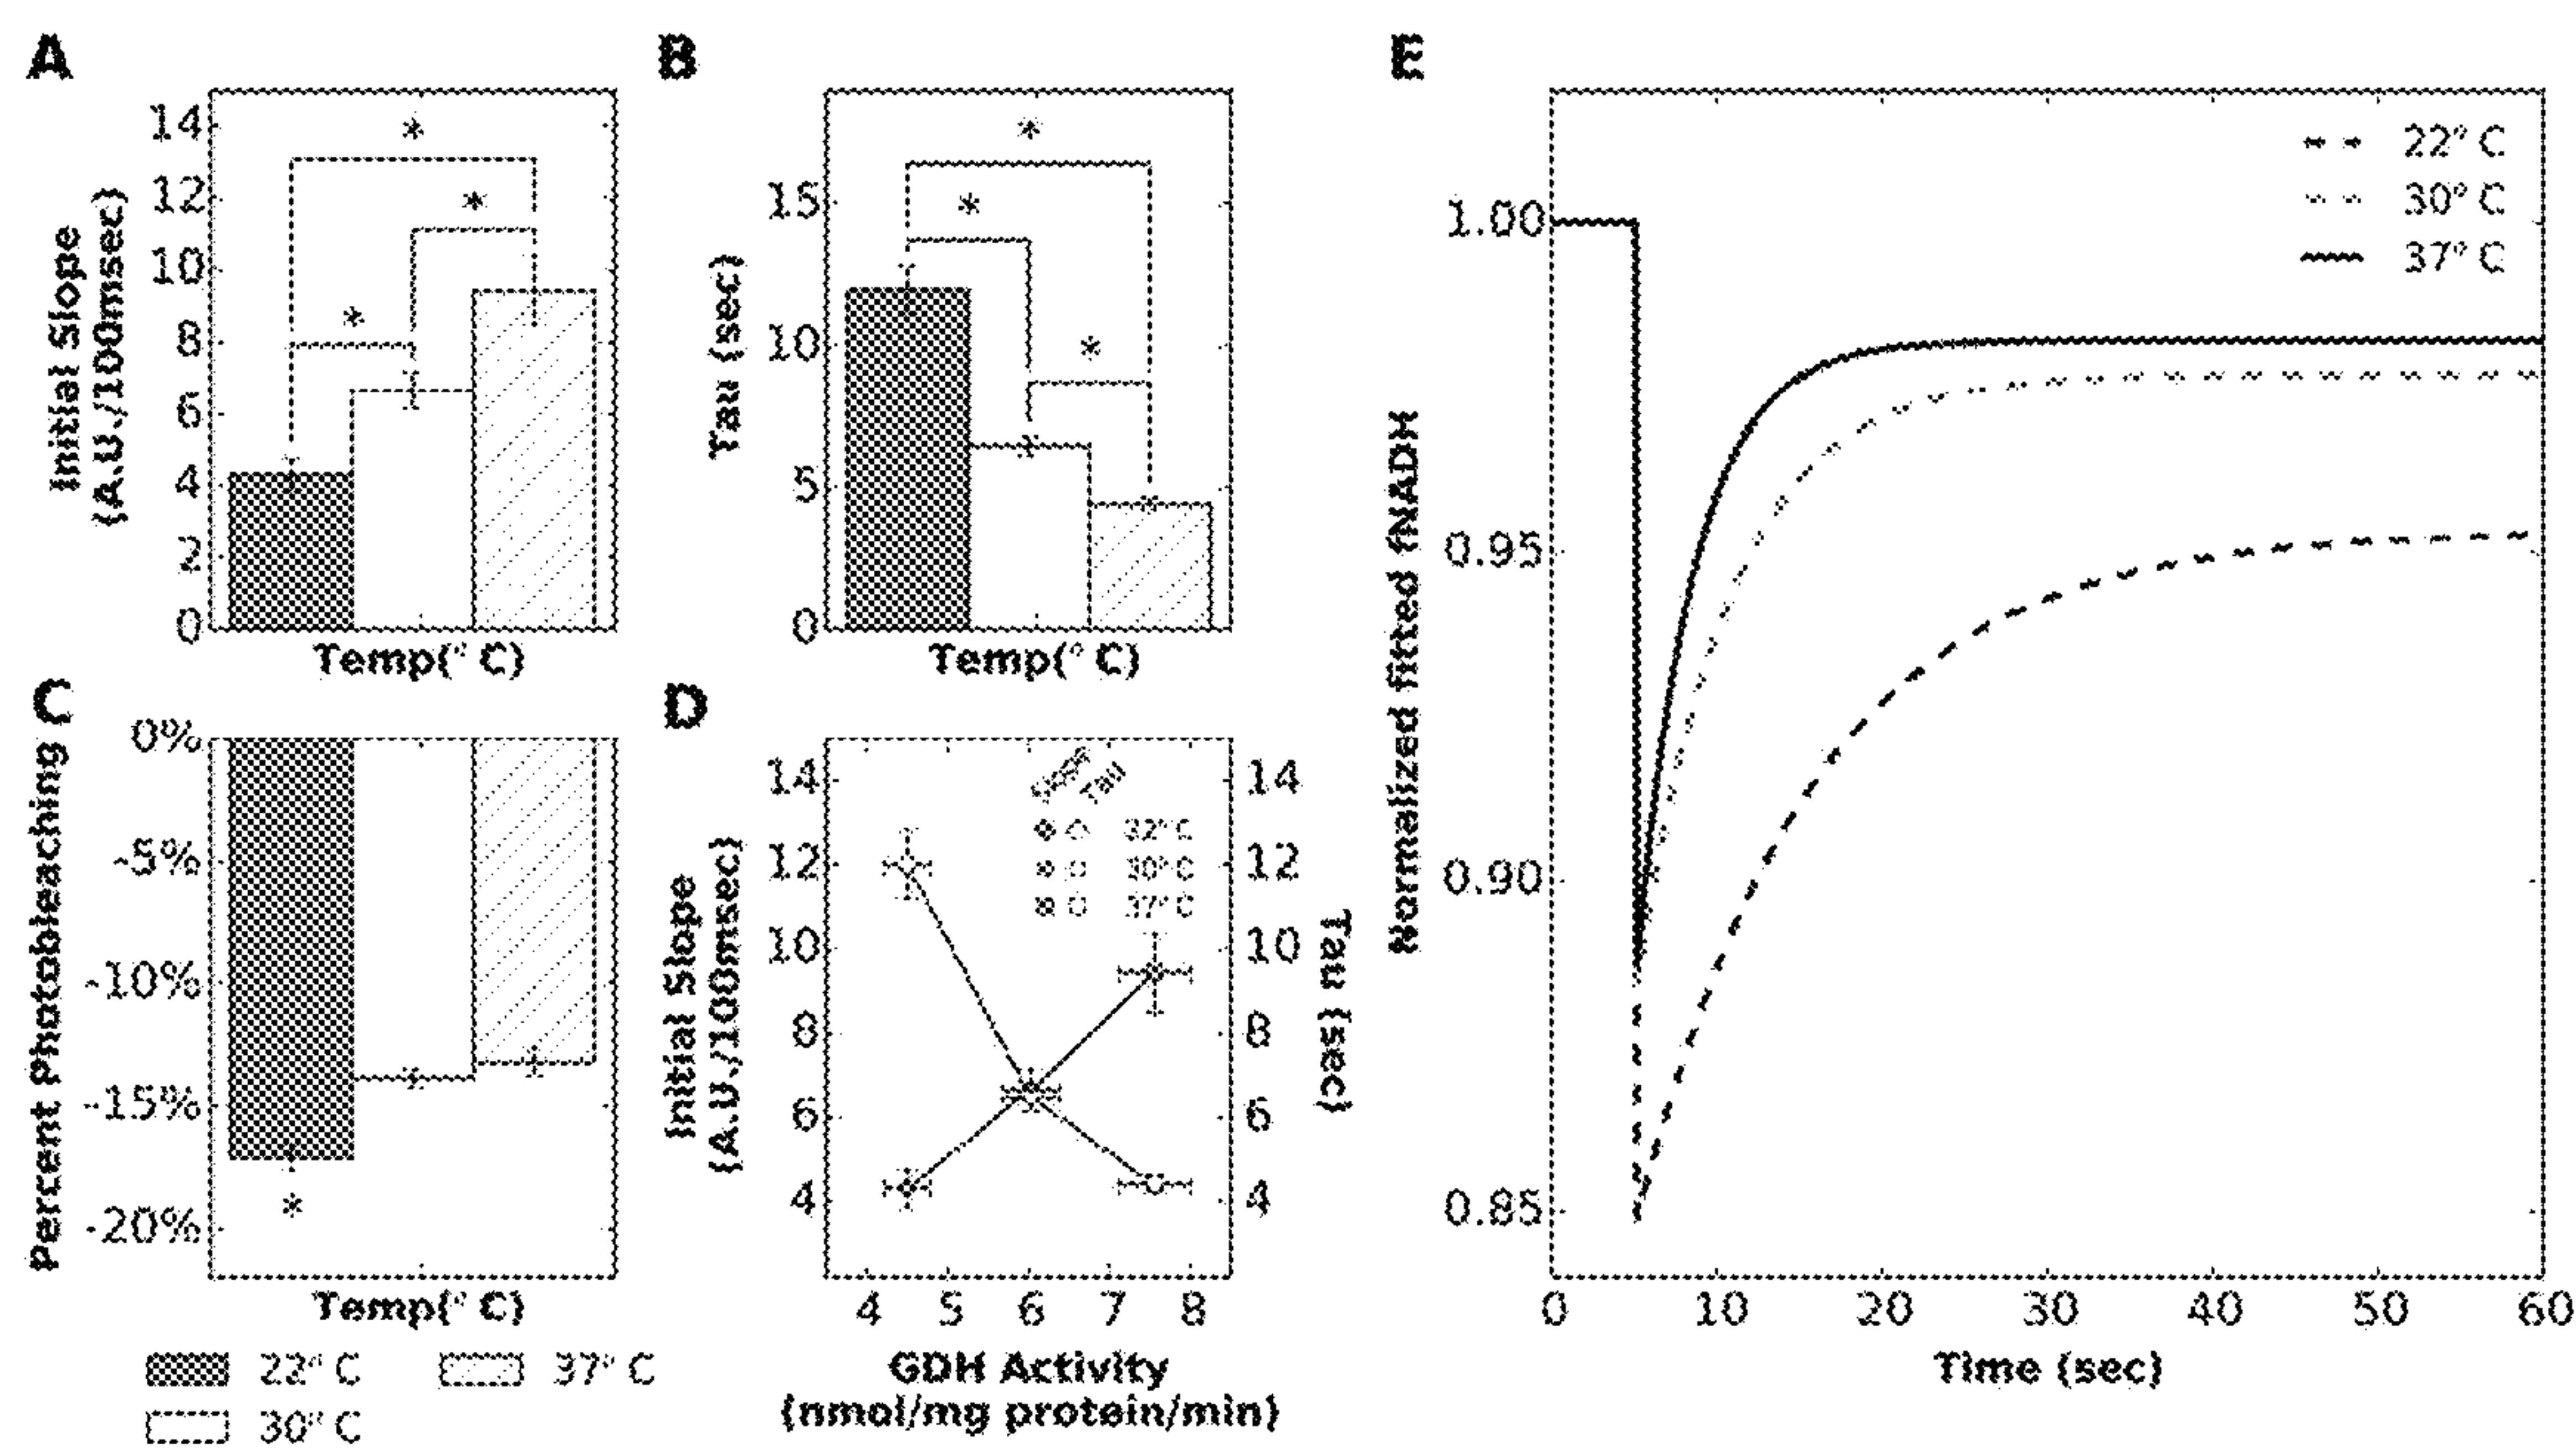 A
Initial Slope
(A.U./100msec)
14
12
10
8
6
4
2
0
*
*
*
Temp(° C)
B
Tau (sec)
15
10
5
0
*
*
*
Temp(° C)
C
Percent Photobleaching
0%
-5%
-10%
-15%
-20%
*
Temp(° C)
22° C
37° C
30° C
D
Initial Slope
(A.U./100msec)
14
12
10
8
6
4
Tau
22° C
30° C
37° C
14
12
10
8
6
4
Tau (sec)
4 5 6 7 8
GDH Activity
(nmol/mg protein/min)
E
Normalized fitted fNADH
1.00
0.95
0.90
0.85
22° C
30° C
37° C
0 10 20 30 40 50 60
Time (sec)